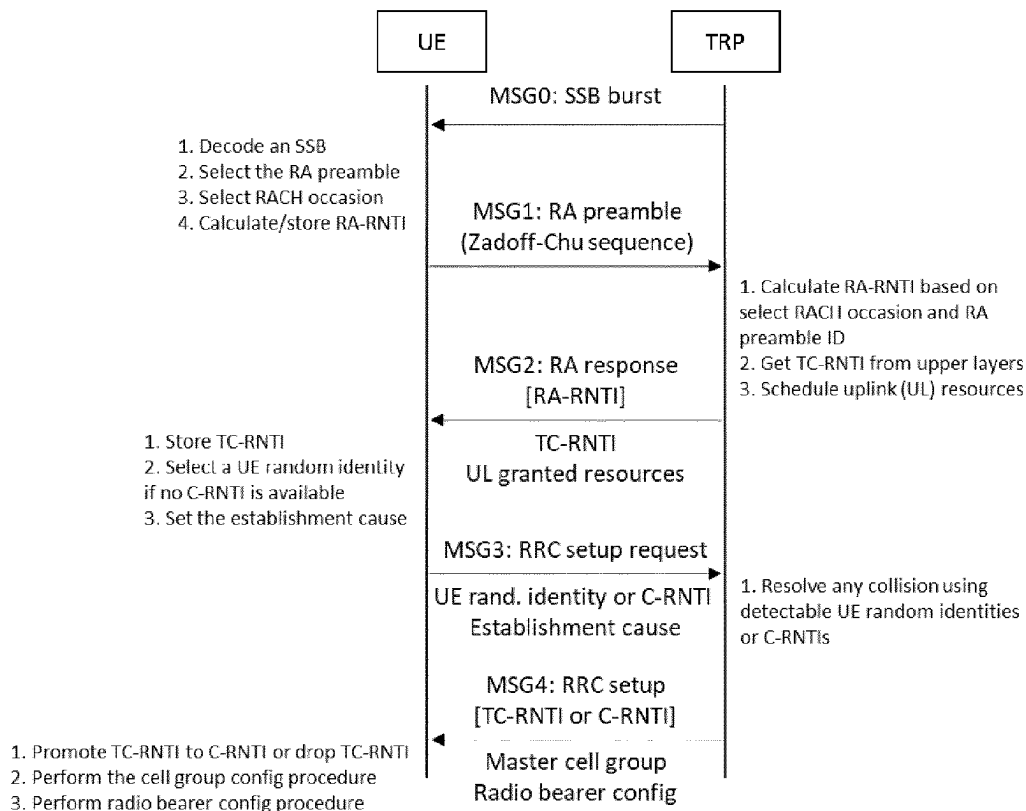 UE
TRP
MSG0: SSB burst
1. Decode an SSB
2. Select the RA preamble
3. Select RACH occasion
4. Calculate/store RA-RNTI
MSG1: RA preamble
(Zadoff-Chu sequence)
1. Calculate RA-RNTI based on
select RACH occasion and RA
preamble ID
2. Get TC-RNTI from upper layers
3. Schedule uplink (UL) resources
MSG2: RA response
[RA-RNTI]
TC-RNTI
UL granted resources
1. Store TC-RNTI
2. Select a UE random identity
if no C-RNTI is available
3. Set the establishment cause
MSG3: RRC setup request
UE rand. identity or C-RNTI
Establishment cause
1. Resolve any collision using
detectable UE random identities
or C-RNTIs
MSG4: RRC setup
[TC-RNTI or C-RNTI]
Master cell group
Radio bearer config
1. Promote TC-RNTI to C-RNTI or drop TC-RNTI
2. Perform the cell group config procedure
3. Perform radio bearer config procedure